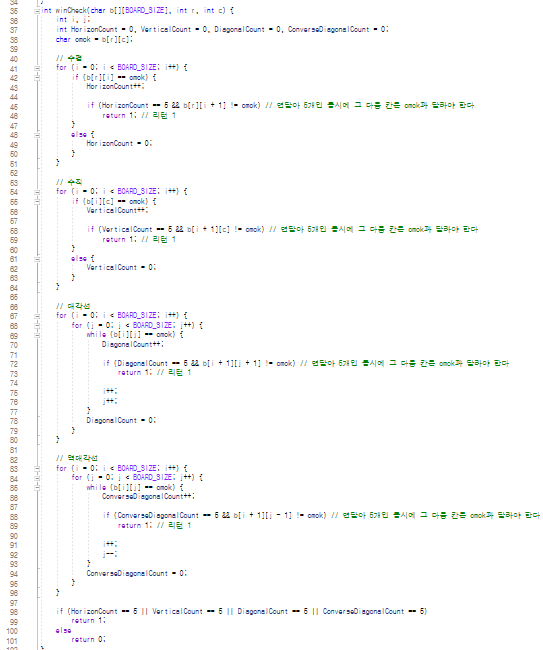 34
35 int winCheck(char b[][BOARD_SIZE], int r, int c) {
36 int i, j;
37 int HorizonCount = 0, VerticalCount = 0, DiagonalCount = 0, ConverseDiagonalCount = 0;
38 char omok = b[r][c];
39
40 // 수평
41 for (i = 0; i < BOARD_SIZE; i++) {
42 if (b[r][i] == omok) {
43 HorizonCount++;
44
45 if (HorizonCount == 5 && b[r][i + 1] != omok) // 연달아 5개인 동시에 그 다음 칸은 omok과 달라야 한다
46 return 1; // 리턴 1
47 }
48 else {
49 HorizonCount = 0;
50 }
51 }
52
53 // 수직
54 for (i = 0; i < BOARD_SIZE; i++) {
55 if (b[i][c] == omok) {
56 VerticalCount++;
57
58 if (VerticalCount == 5 && b[i + 1][c] != omok) // 연달아 5개인 동시에 그 다음 칸은 omok과 달라야 한다
59 return 1; // 리턴 1
60 }
61 else {
62 VerticalCount = 0;
63 }
64 }
65
66 // 대각선
67 for (i = 0; i < BOARD_SIZE; i++) {
68 for (j = 0; j < BOARD_SIZE; j++) {
69 while (b[i][j] == omok) {
70 DiagonalCount++;
71
72 if (DiagonalCount == 5 && b[i + 1][j + 1] != omok) // 연달아 5개인 동시에 그 다음 칸은 omok과 달라야 한다
73 return 1; // 리턴 1
74
75 i++;
76 j++;
77 }
78 DiagonalCount = 0;
79 }
80 }
81
82 // 역대각선
83 for (i = 0; i < BOARD_SIZE; i++) {
84 for (j = 0; j < BOARD_SIZE; j++) {
85 while (b[i][j] == omok) {
86 ConverseDiagonalCount++;
87
88 if (ConverseDiagonalCount == 5 && b[i + 1][j - 1] != omok) // 연달아 5개인 동시에 그 다음 칸은 omok과 달라야 한다
89 return 1; // 리턴 1
90
91 i++;
92 j--;
93 }
94 ConverseDiagonalCount = 0;
95 }
96 }
97
98 if (HorizonCount == 5 || VerticalCount == 5 || DiagonalCount == 5 || ConverseDiagonalCount == 5)
99 return 1;
100 else
101 return 0;
102 }